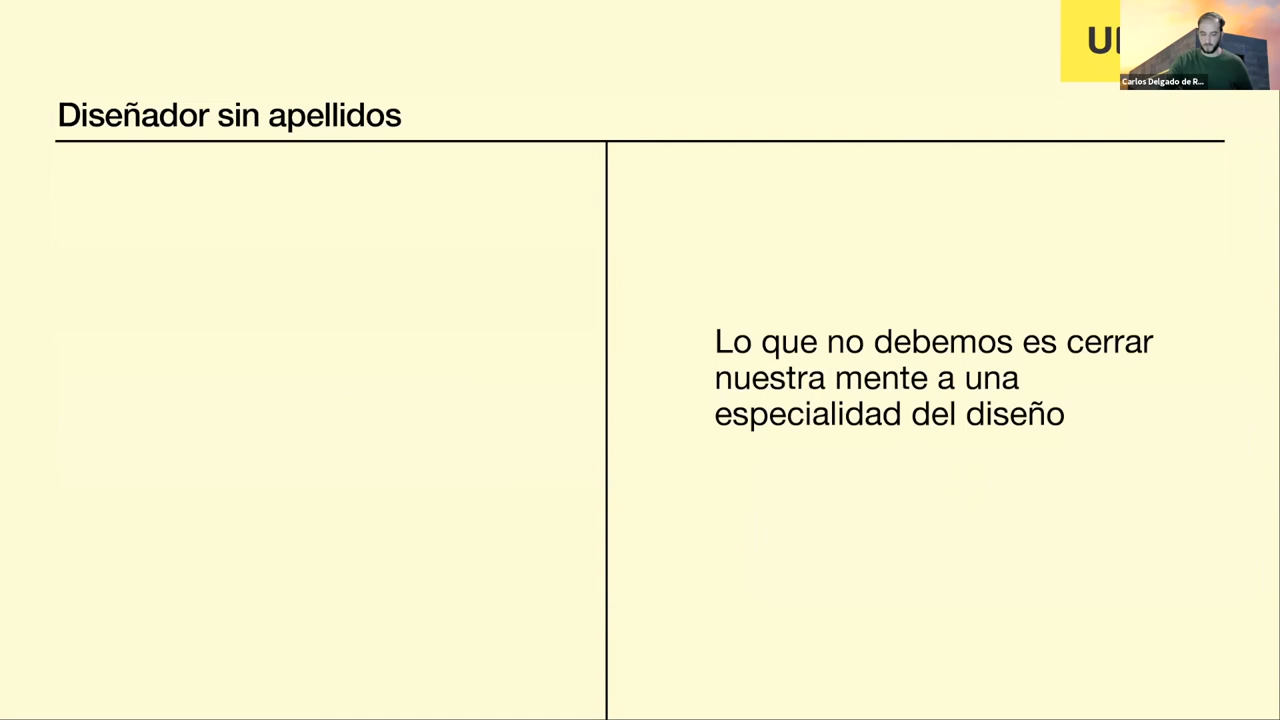 Diseñador sin apellidos
Carlos Delgado de R...
Lo que no debemos es cerrar
nuestra mente a una
especialidad del diseño